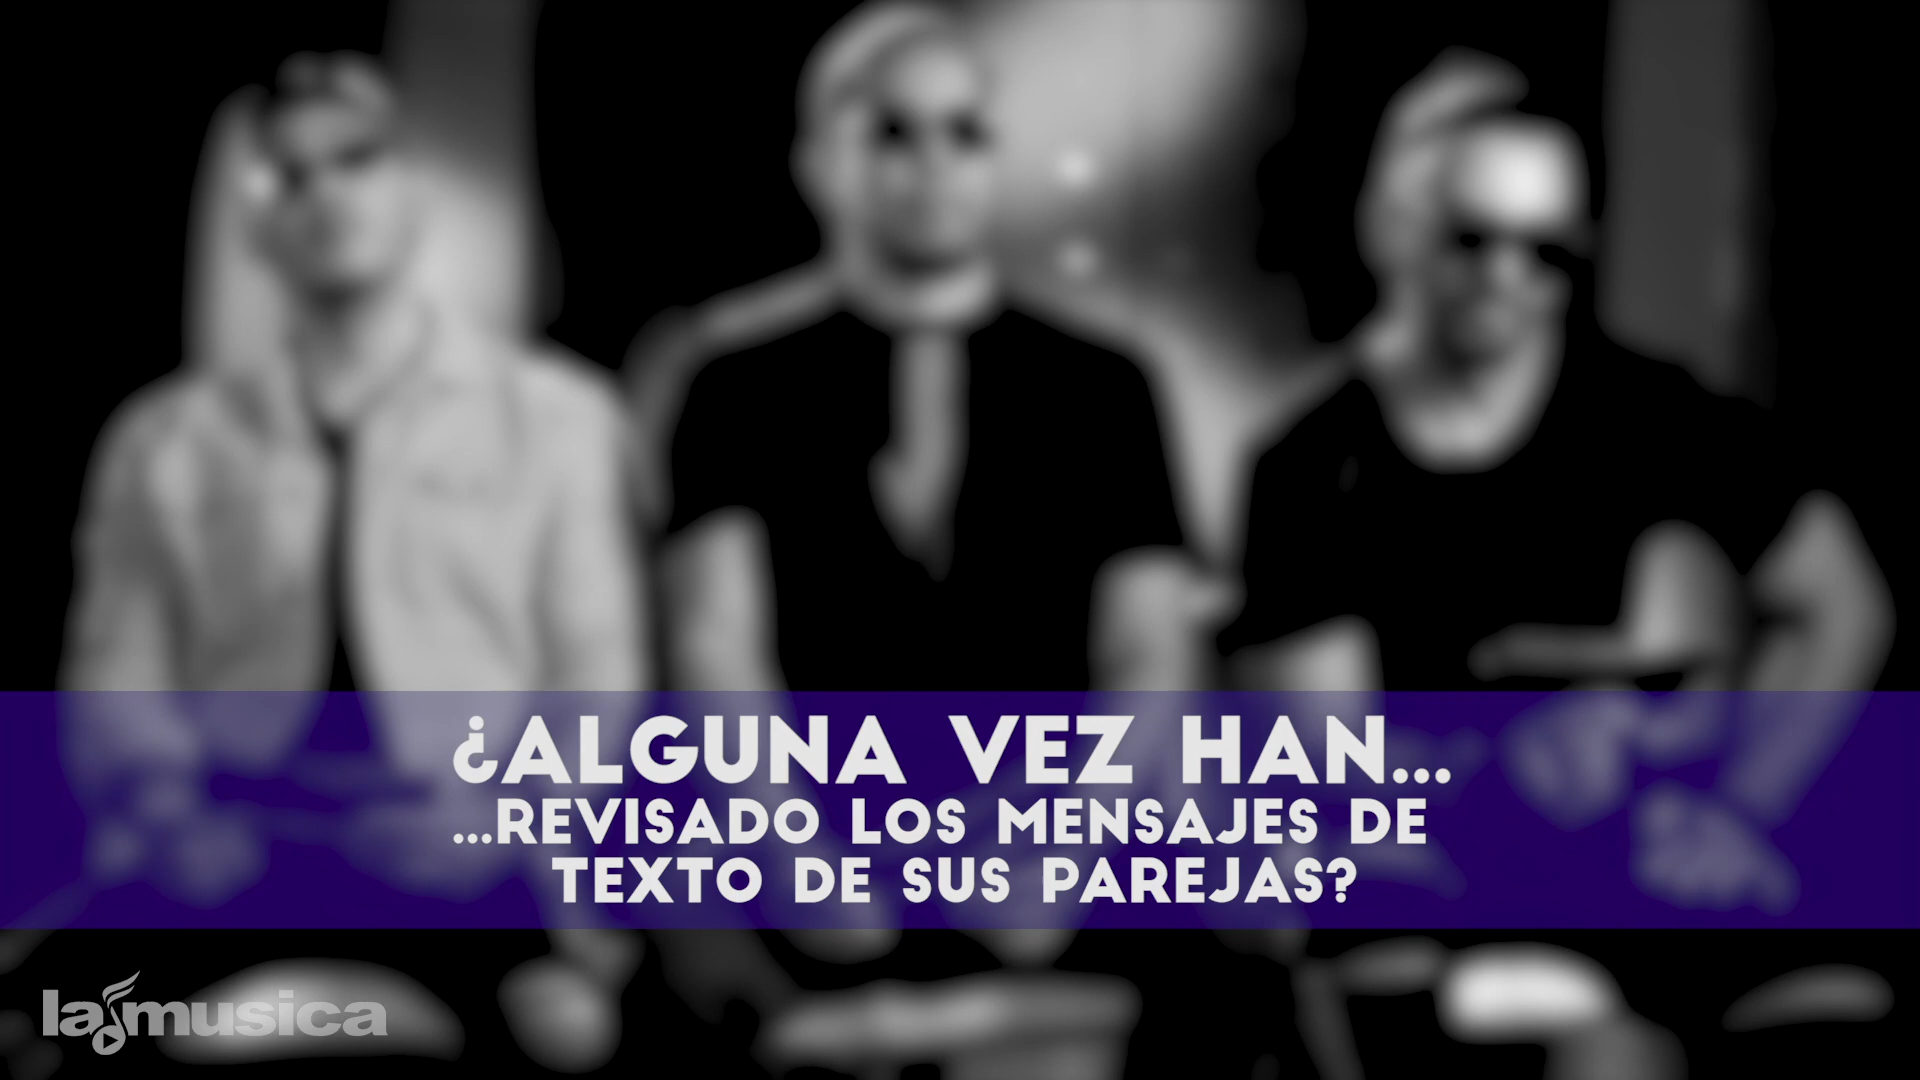 ¿ALGUNA VEZ HAN...
...REVISADO LOS MENSAJES DE
TEXTO DE SUS PAREJAS?
lamusica